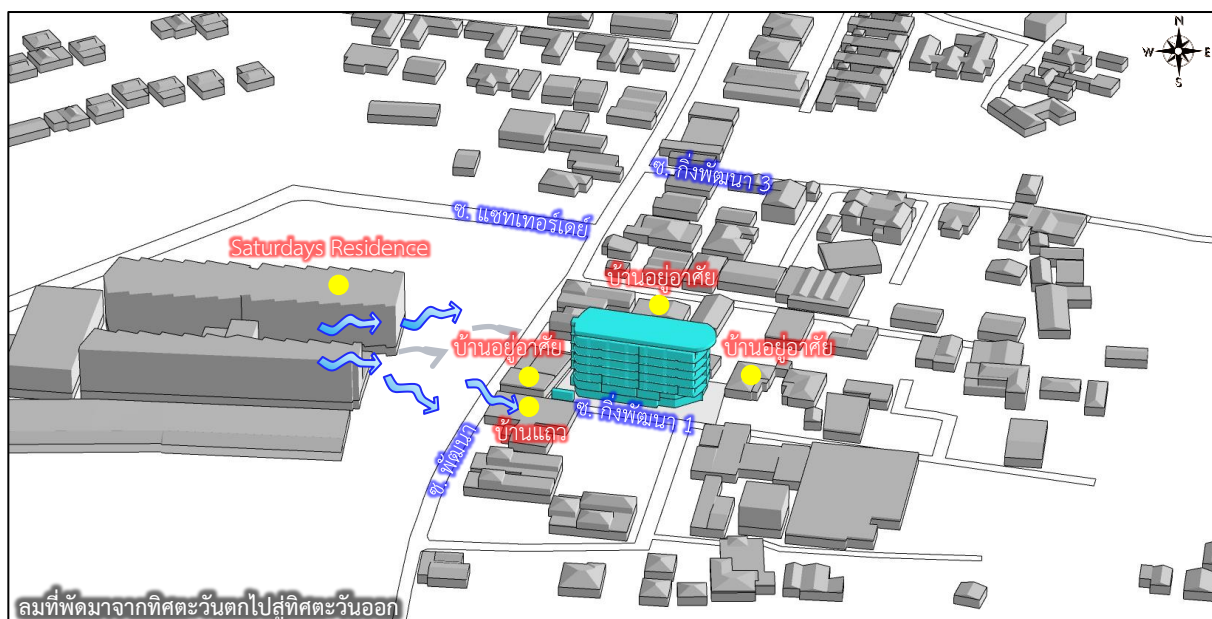 N
W E
S
ซ. กิ่งพัฒนา 3
ซ. แซทเทอร์เดย์
Saturdays Residence
บ้านอยู่อาศัย
บ้านอยู่อาศัย
บ้านอยู่อาศัย
ซ. กิ่งพัฒนา 1
บ้านแถว
ซ. พัฒนา
ลมที่พัดมาจากทิศตะวันตกไปสู่ทิศตะวันออก